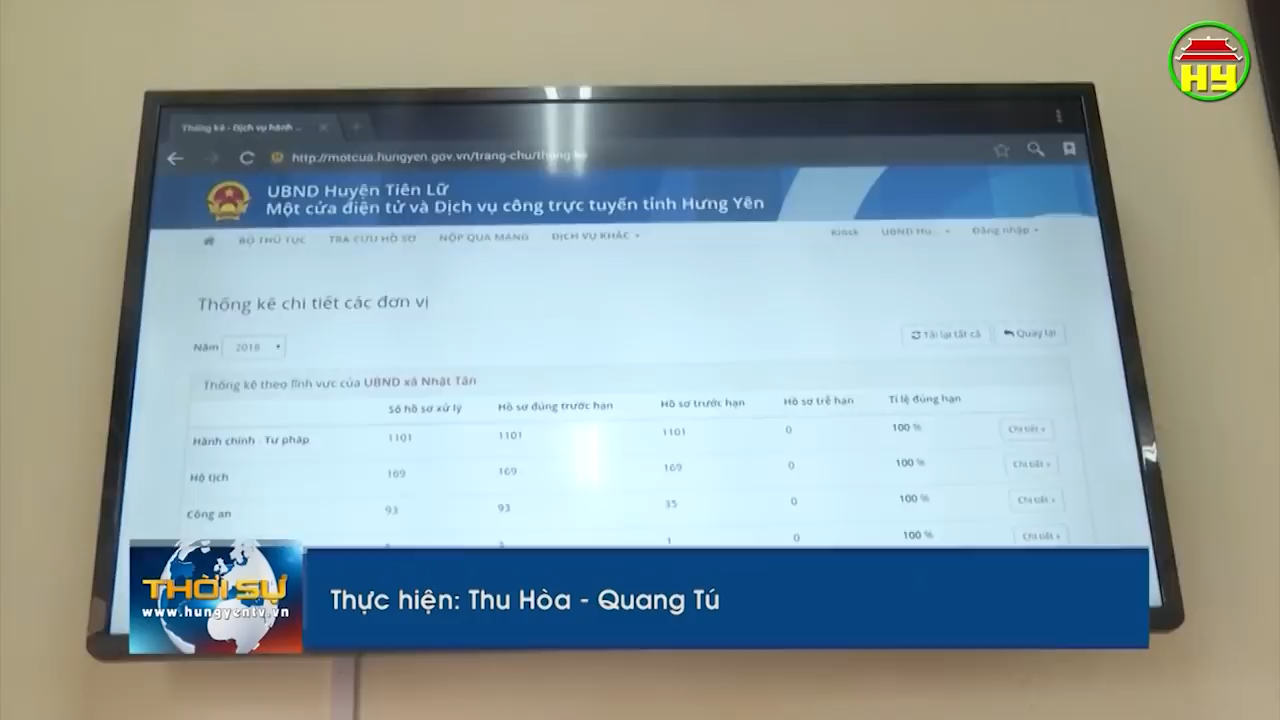 HY
Thống kê - Dịch vụ hành ...
http://motcua.hungyen.gov.vn/trang-chu/thong-ke
UBND Huyện Tiên Lữ
Một cửa điện tử và Dịch vụ công trực tuyến tỉnh Hưng Yên
BỘ THỦ TỤC TRA CỨU HỒ SƠ NỘP QUA MẠNG DỊCH VỤ KHÁC Kiosk UBND Hu... Đăng nhập
Thống kê chi tiết các đơn vị
Năm 2018 Tải lại tất cả Quay lại
Thống kê theo lĩnh vực của UBND xã Nhật Tân
Số hồ sơ xử lý Hồ sơ đúng trước hạn Hồ sơ trước hạn Hồ sơ trễ hạn Tỉ lệ đúng hạn
Hành chính - Tư pháp 1101 1101 1101 0 100 % Chi tiết »
Hộ tịch 169 169 169 0 100 % Chi tiết »
Công an 93 93 35 0 100 % Chi tiết »
1 0 100 % Chi tiết »
THỜI SỰ
www.hungyentv.vn
Thực hiện: Thu Hòa - Quang Tú